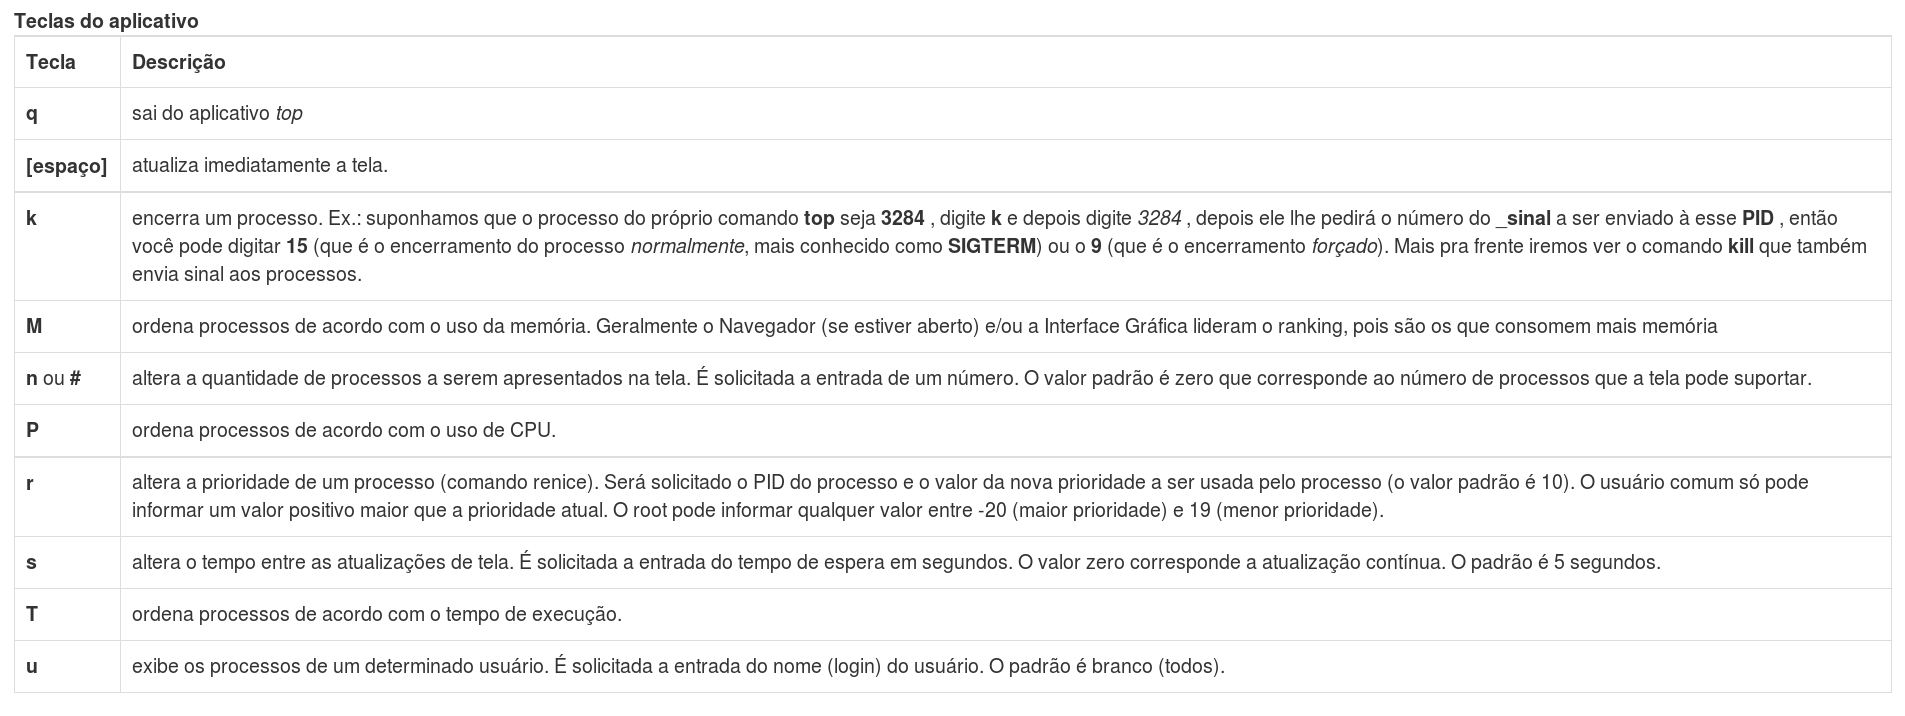 Teclas do aplicativo
Tecla Descrição
q sai do aplicativo top
[espaço] atualiza imediatamente a tela.
k encerra um processo. Ex.: suponhamos que o processo do próprio comando top seja 3284 , digite k e depois digite 3284 , depois ele lhe pedirá o número do _sinal a ser enviado à esse PID , então
você pode digitar 15 (que é o encerramento do processo normalmente, mais conhecido como SIGTERM) ou o 9 (que é o encerramento forçado). Mais pra frente iremos ver o comando kill que também
envia sinal aos processos.
M ordena processos de acordo com o uso da memória. Geralmente o Navegador (se estiver aberto) e/ou a Interface Gráfica lideram o ranking, pois são os que consomem mais memória
n ou # altera a quantidade de processos a serem apresentados na tela. É solicitada a entrada de um número. O valor padrão é zero que corresponde ao número de processos que a tela pode suportar.
P ordena processos de acordo com o uso de CPU.
r altera a prioridade de um processo (comando renice). Será solicitado o PID do processo e o valor da nova prioridade a ser usada pelo processo (o valor padrão é 10). O usuário comum só pode
informar um valor positivo maior que a prioridade atual. O root pode informar qualquer valor entre -20 (maior prioridade) e 19 (menor prioridade).
s altera o tempo entre as atualizações de tela. É solicitada a entrada do tempo de espera em segundos. O valor zero corresponde a atualização contínua. O padrão é 5 segundos.
T ordena processos de acordo com o tempo de execução.
u exibe os processos de um determinado usuário. É solicitada a entrada do nome (login) do usuário. O padrão é branco (todos).